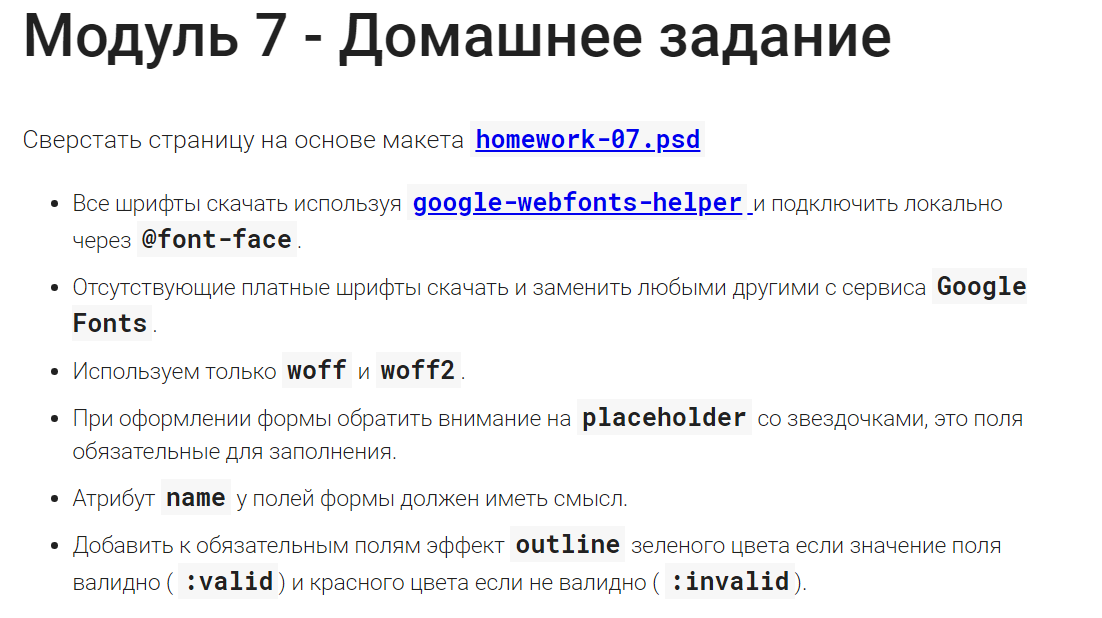 Модуль 7 - Домашнее задание
Сверстать страницу на основе макета homework-07.psd
• Все шрифты скачать используя google-webfonts-helper и подключить локально
через @font-face.
• Отсутствующие платные шрифты скачать и заменить любыми другими с сервиса Google
Fonts.
• Используем только woff и woff2.
• При оформлении формы обратить внимание на placeholder со звездочками, это поля
обязательные для заполнения.
• Атрибут name у полей формы должен иметь смысл.
• Добавить к обязательным полям эффект outline зеленого цвета если значение поля
валидно ( :valid) и красного цвета если не валидно ( :invalid).